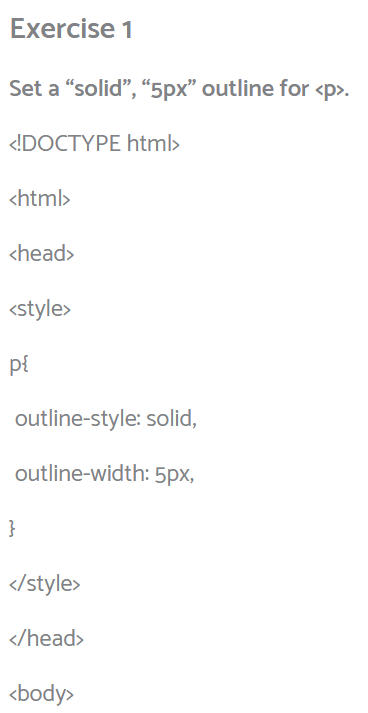 Exercise 1
Set a “solid”, “5px” outline for <p>.
<!DOCTYPE html>
<html>
<head>
<style>
p{
outline-style: solid,
outline-width: 5px,
}
</style>
</head>
<body>